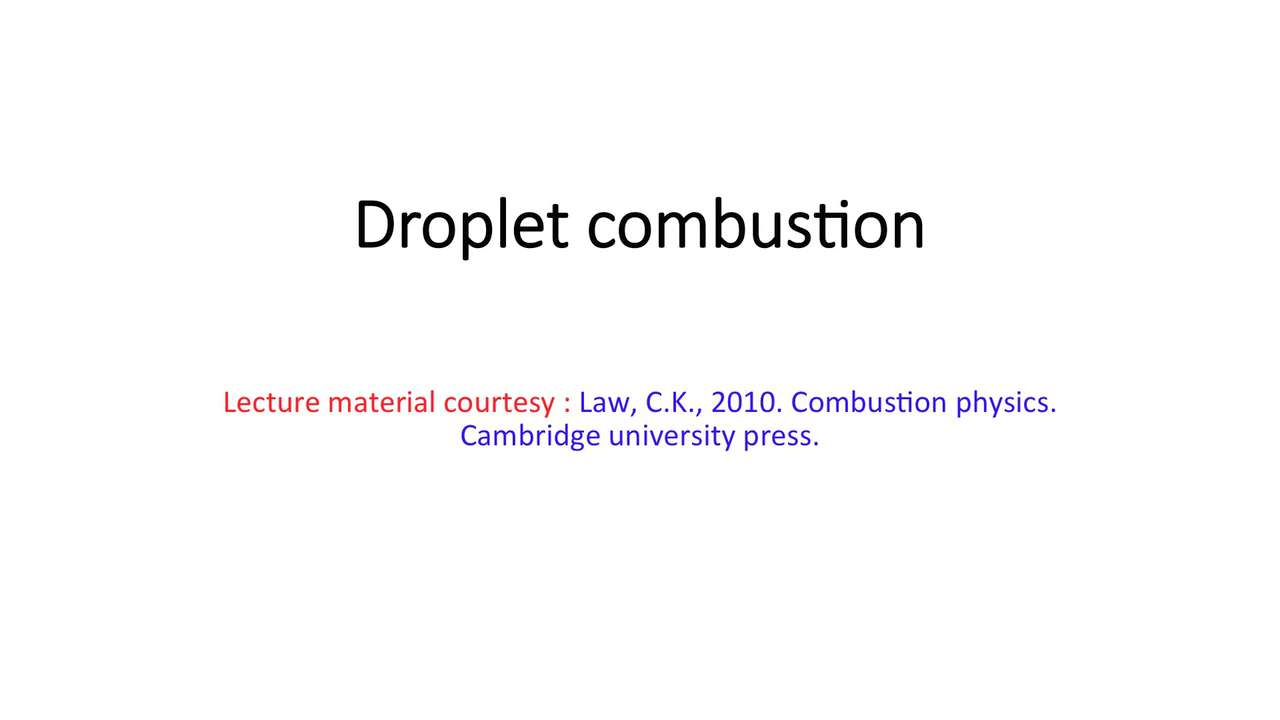 Droplet combustion
Lecture material courtesy : Law, C.K., 2010. Combustion physics.
Cambridge university press.